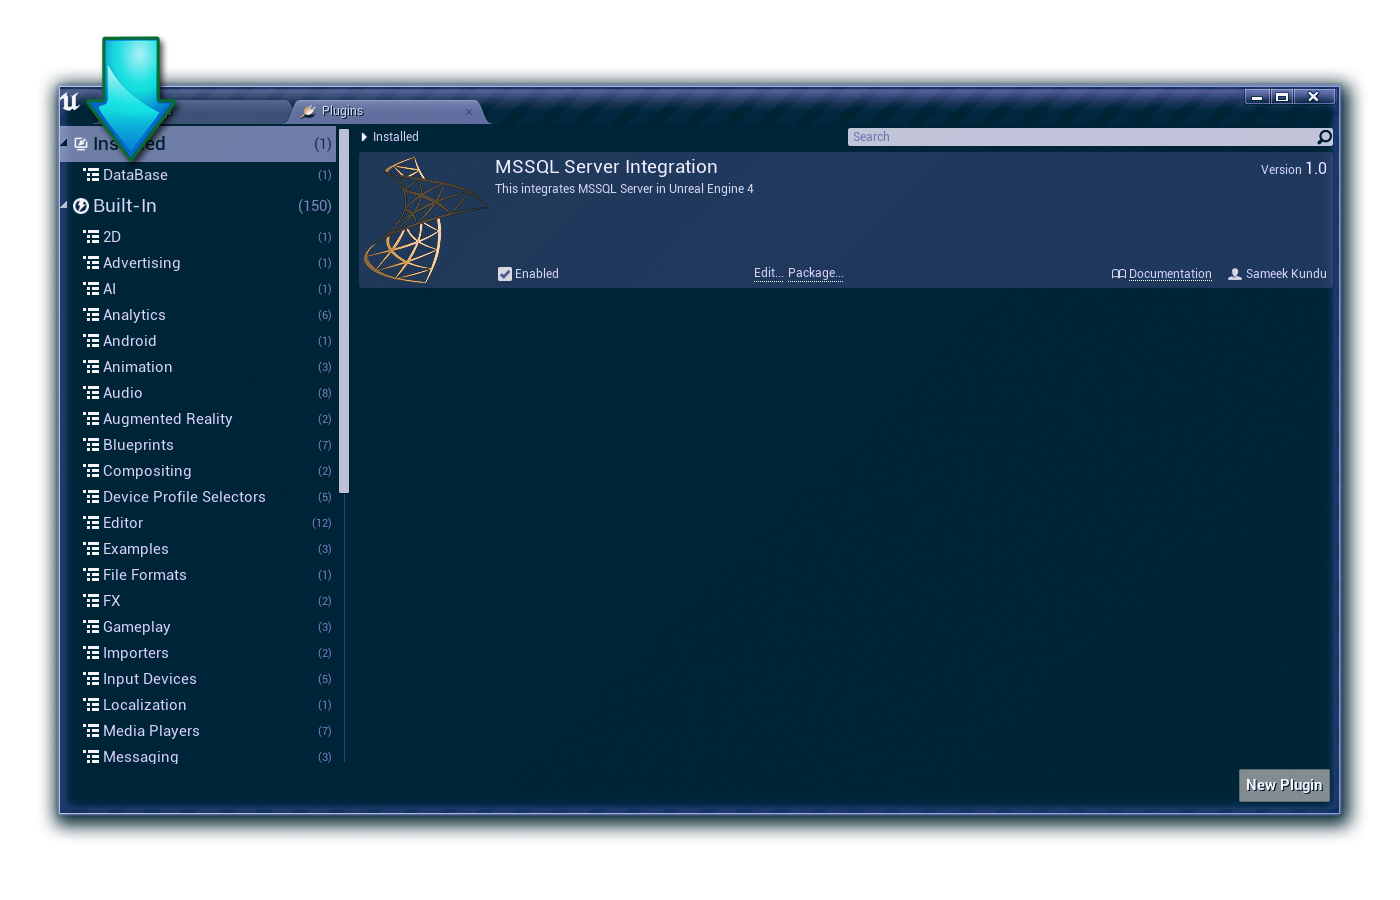 Plugins
Installed (1)
DataBase (1)
Built-In (150)
2D (1)
Advertising (1)
AI (1)
Analytics (6)
Android (1)
Animation (3)
Audio (8)
Augmented Reality (2)
Blueprints (7)
Compositing (2)
Device Profile Selectors (5)
Editor (12)
Examples (3)
File Formats (1)
FX (2)
Gameplay (3)
Importers (2)
Input Devices (5)
Localization (1)
Media Players (7)
Messaging (3)
Installed
Search
MSSQL Server Integration
Version 1.0
This integrates MSSQL Server in Unreal Engine 4
Enabled
Edit... Package...
Documentation
Sameek Kundu
New Plugin